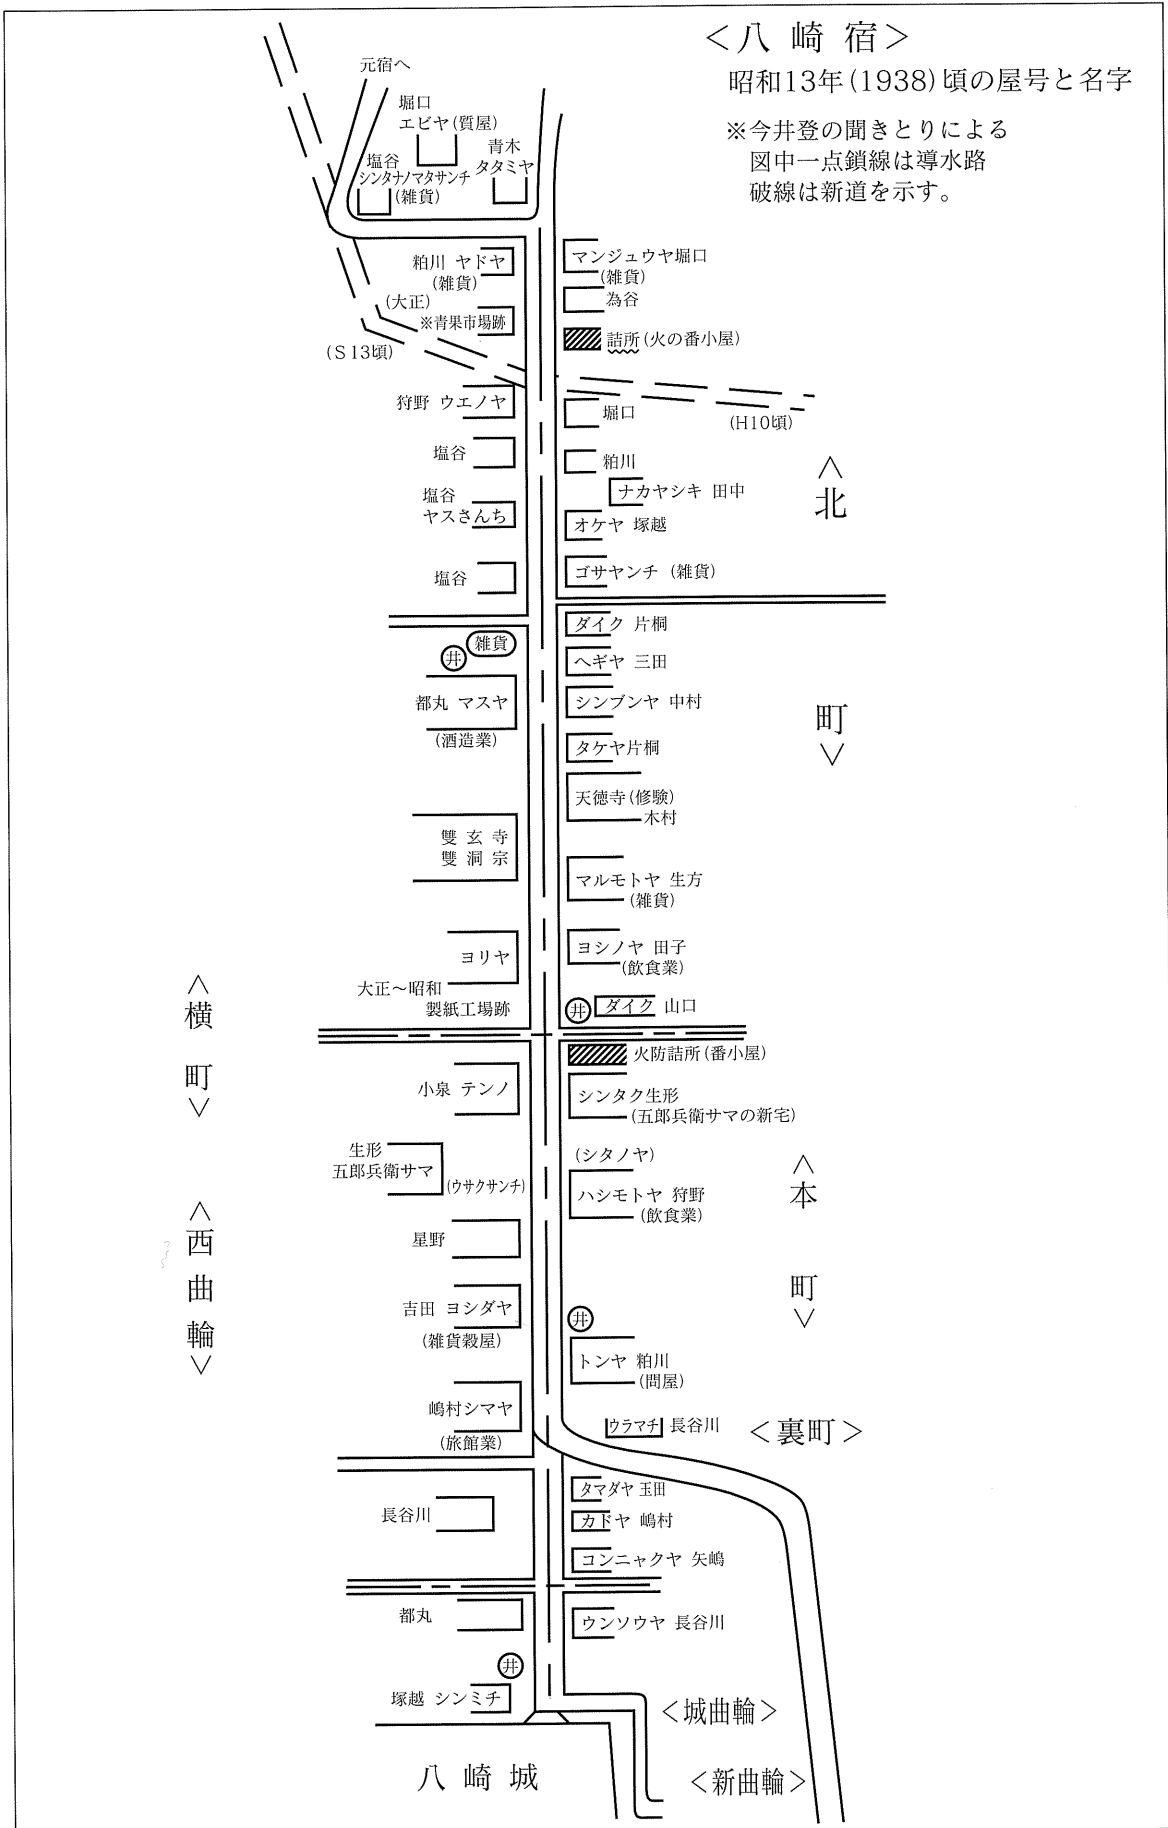 <八崎宿>
昭和13年(1938)頃の屋号と名字
※今井登の聞きとりによる
図中一点鎖線は導水路
破線は新道を示す。
元宿へ
堀口
エビヤ(質屋)
青木
タタミヤ
塩谷
シンタナノマタサンチ
(雑貨)
粕川 ヤドヤ
(雑貨)
マンジュウヤ堀口
(雑貨)
(大正)
※青果市場跡
為谷
詰所(火の番小屋)
(S13頃)
狩野 ウエノヤ
堀口
(H10頃)
塩谷
粕川
<北
ナカヤシキ 田中
塩谷
ヤスさんち
オケヤ 塚越
塩谷
ゴサヤンチ (雑貨)
ダイク 片桐
雑貨
井
ヘギヤ 三田
都丸 マスヤ
(酒造業)
シンブンヤ 中村
町>
タケヤ片桐
天徳寺(修験)
木村
雙玄寺
雙洞宗
マルモトヤ 生方
(雑貨)
ヨリヤ
ヨシノヤ 田子
(飲食業)
大正〜昭和
製紙工場跡
井
ダイク 山口
<横町>
火防詰所(番小屋)
小泉 テンノ
シンタク生形
(五郎兵衛サマの新宅)
生形
五郎兵衛サマ
(ウサクサンチ)
(シタノヤ)
ハシモトヤ 狩野
(飲食業)
<本町>
<西曲輪>
星野
吉田 ヨシダヤ
(雑貨穀屋)
井
トンヤ 粕川
(問屋)
嶋村シマヤ
(旅館業)
ウラマチ 長谷川
<裏町>
タマダヤ 玉田
長谷川
カドヤ 嶋村
コンニャクヤ 矢嶋
都丸
ウンソウヤ 長谷川
井
塚越 シンミチ
<城曲輪>
八崎城
<新曲輪>